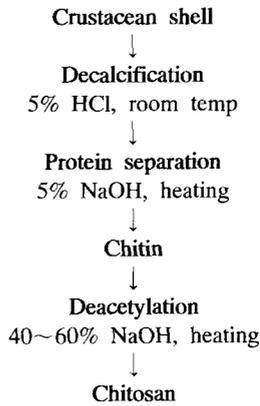 Crustacean shell
↓
Decalcification
5% HCl, room temp
↓
Protein separation
5% NaOH, heating
↓
Chitin
↓
Deacetylation
40~60% NaOH, heating
↓
Chitosan